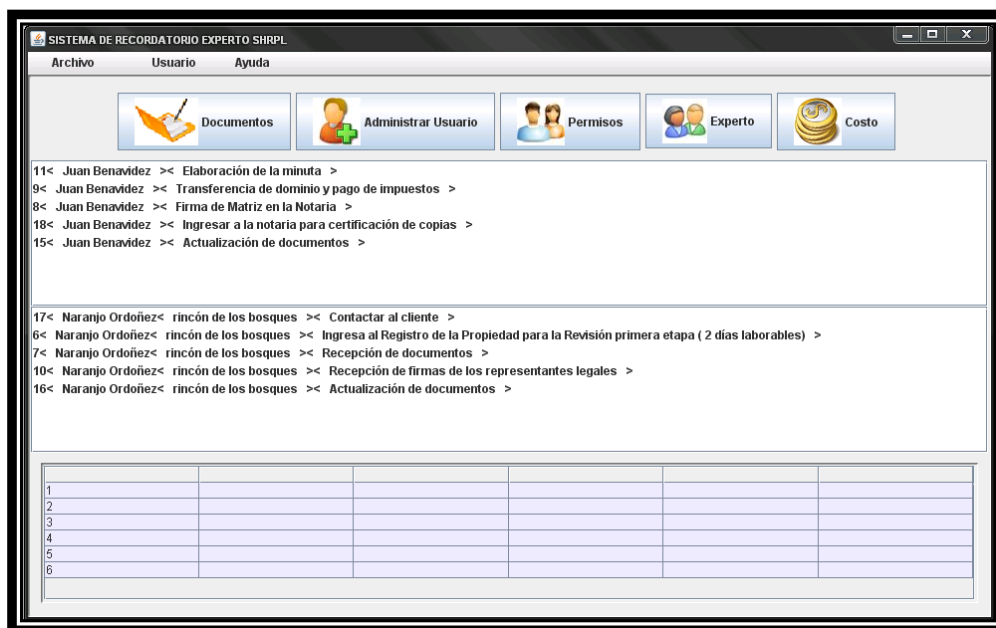 SISTEMA DE RECORDATORIO EXPERTO SHRPL
Archivo Usuario Ayuda
Documentos Administrar Usuario Permisos Experto Costo
11< Juan Benavidez >< Elaboración de la minuta >
9< Juan Benavidez >< Transferencia de dominio y pago de impuestos >
8< Juan Benavidez >< Firma de Matriz en la Notaria >
18< Juan Benavidez >< Ingresar a la notaria para certificación de copias >
15< Juan Benavidez >< Actualización de documentos >
17< Naranjo Ordoñez< rincón de los bosques >< Contactar al cliente >
6< Naranjo Ordoñez< rincón de los bosques >< Ingresa al Registro de la Propiedad para la Revisión primera etapa ( 2 días laborables) >
7< Naranjo Ordoñez< rincón de los bosques >< Recepción de documentos >
10< Naranjo Ordoñez< rincón de los bosques >< Recepción de firmas de los representantes legales >
16< Naranjo Ordoñez< rincón de los bosques >< Actualización de documentos >
1
2
3
4
5
6